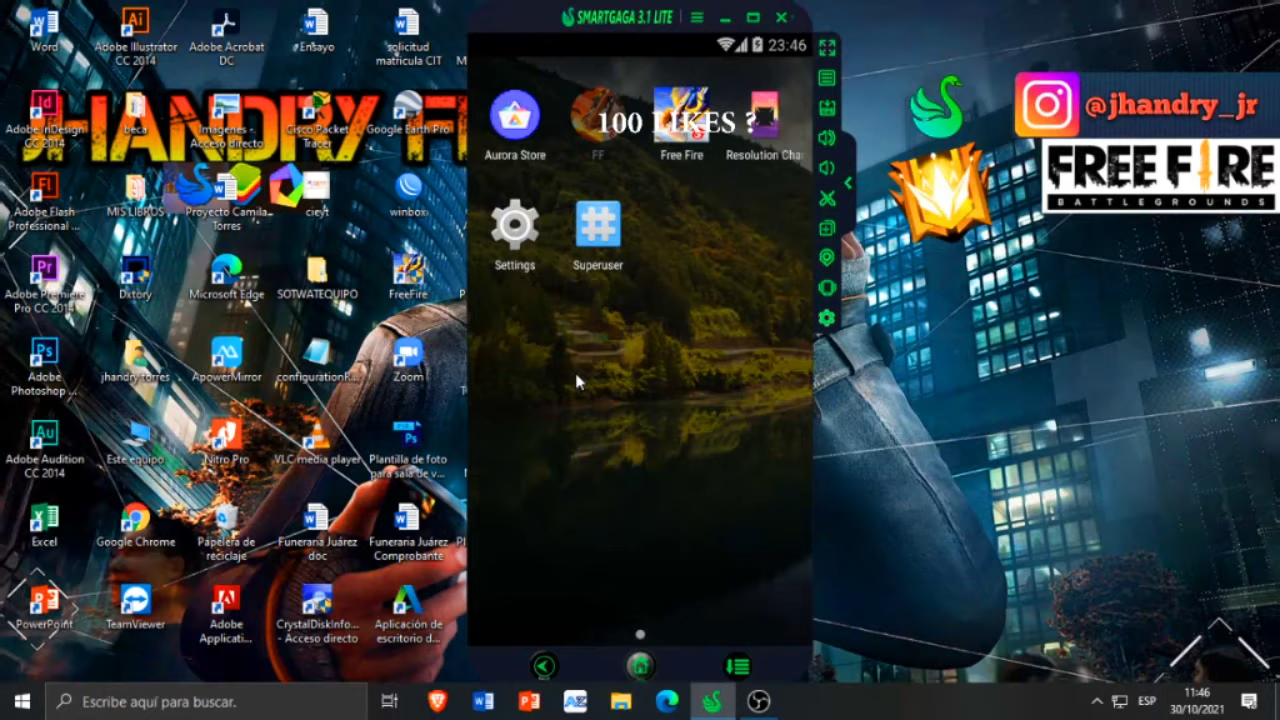 Word
Adobe Illustrator
CC 2014
Adobe Acrobat
DC
Ensayo
solicitud
matricula CIT
SMARTGAGA 3.1 LITE
23:46
Adobe InDesign
CC 2014
beca
Imágenes -
Acceso directo
Cisco Packet
Tracer
Google Earth Pro
JHANDRY
100 LIKES ?
Aurora Store
FF
Free Fire
Resolution Cha
@jhandry_jr
FREE FIRE
BATTLEGROUNDS
Adobe Flash
Professional ...
MIS LIBROS
Proyecto Camila
Torres
cieyt
winbox
Settings
Superuser
Adobe Premiere
Pro CC 2014
Dxtory
Microsoft Edge
SOTWATEQUIPO
FreeFire
Adobe
Photoshop ...
jhandry torres
ApowerMirror
configurationR...
Zoom
Adobe Audition
CC 2014
Este equipo
Nitro Pro
VLC media player
Plantilla de foto
para sala de v...
Excel
Google Chrome
Papelera de
reciclaje
Funeraria Juárez
doc
Funeraria Juárez
Comprobante
PowerPoint
TeamViewer
Adobe
Applicati...
CrystalDiskInfo...
- Acceso directo
Aplicación de
escritorio d...
Escribe aquí para buscar.
ESP
11:46
30/10/2021